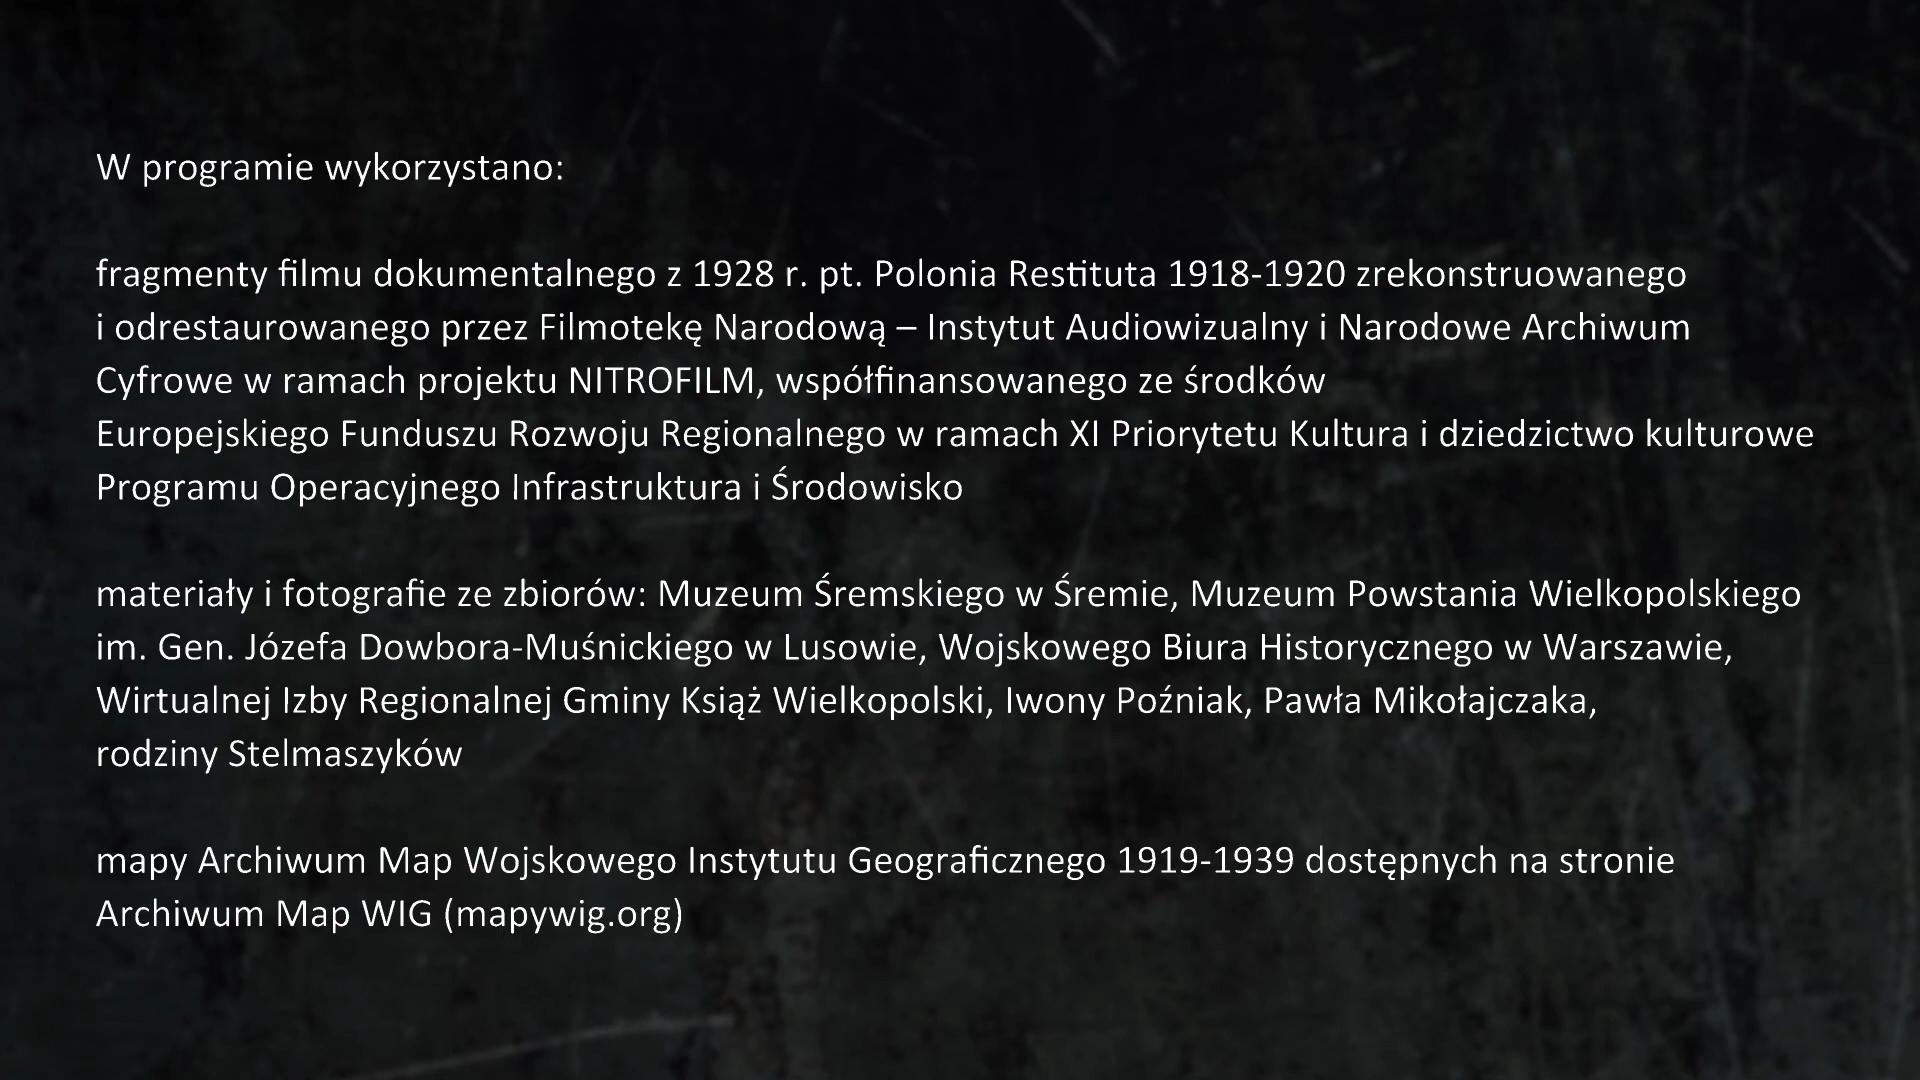 W programie wykorzystano:
fragmenty filmu dokumentalnego z 1928 r. pt. Polonia Restituta 1918-1920 zrekonstruowanego
i odrestaurowanego przez Filmotekę Narodową – Instytut Audiowizualny i Narodowe Archiwum
Cyfrowe w ramach projektu NITROFILM, współfinansowanego ze środków
Europejskiego Funduszu Rozwoju Regionalnego w ramach XI Priorytetu Kultura i dziedzictwo kulturowe
Programu Operacyjnego Infrastruktura i Środowisko
materiały i fotografie ze zbiorów: Muzeum Śremskiego w Śremie, Muzeum Powstania Wielkopolskiego
im. Gen. Józefa Dowbora-Muśnickiego w Lusowie, Wojskowego Biura Historycznego w Warszawie,
Wirtualnej Izby Regionalnej Gminy Książ Wielkopolski, Iwony Poźniak, Pawła Mikołajczaka,
rodziny Stelmaszyków
mapy Archiwum Map Wojskowego Instytutu Geograficznego 1919-1939 dostępnych na stronie
Archiwum Map WIG (mapywig.org)